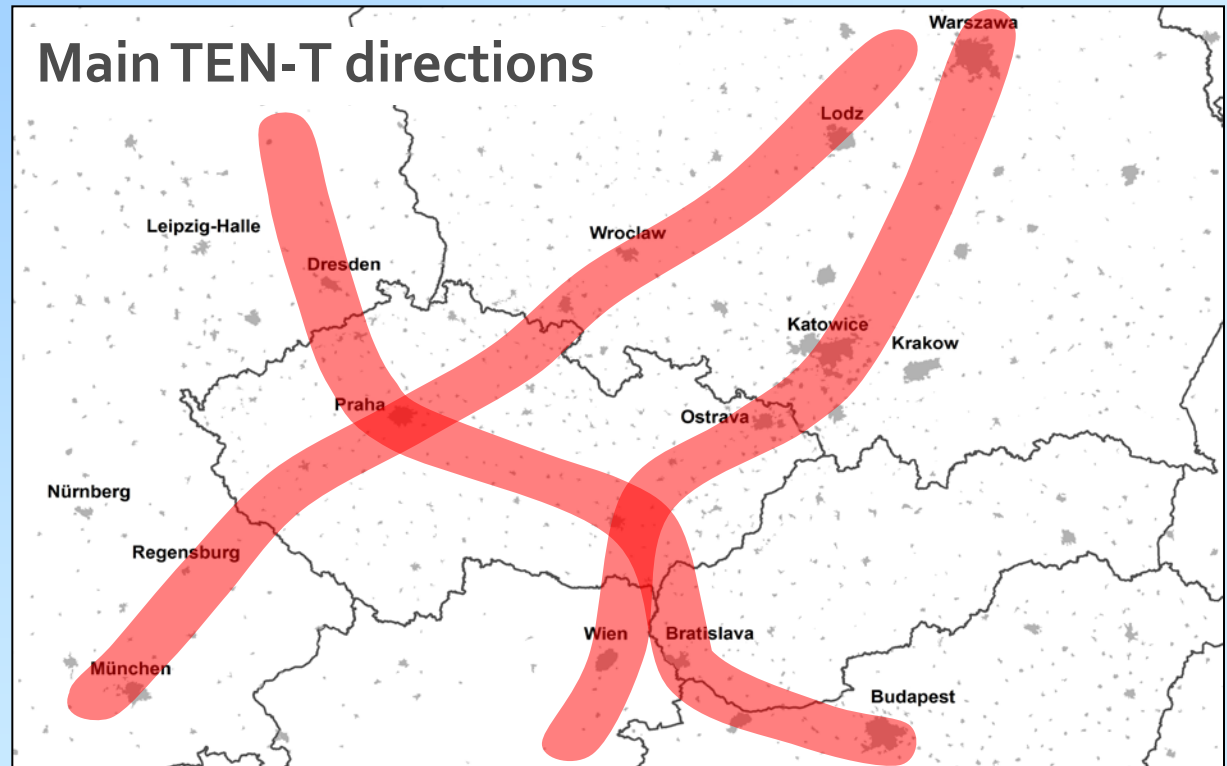 Main TEN-T directions
Warszawa
Lodz
Leipzig-Halle
Wroclaw
Dresden
Katowice
Krakow
Praha
Ostrava
Nürnberg
Regensburg
Wien
Bratislava
München
Budapest